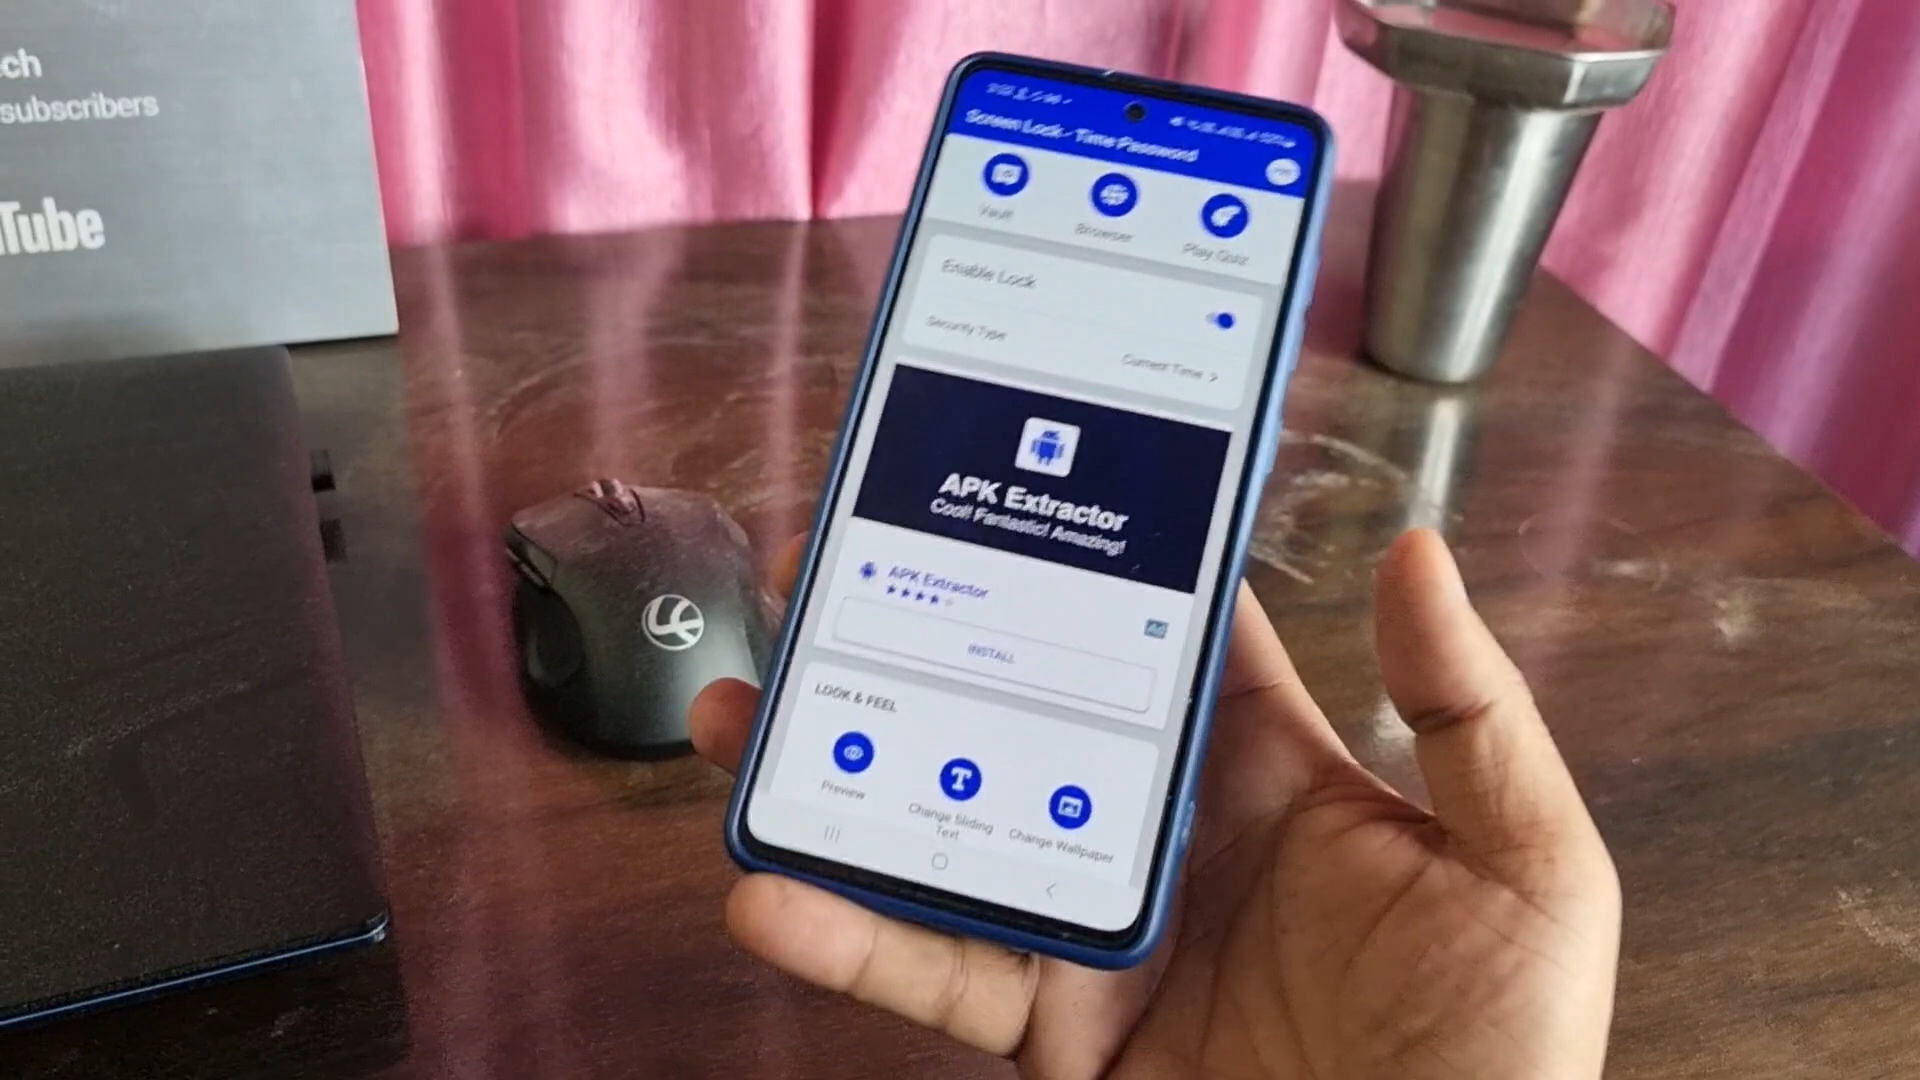 ch
subscribers
Tube
Screen Lock - Time Password
Vault
Browser
Play Quiz
Enable Lock
Security Type
Current Time >
APK Extractor
Cool! Fantastic! Amazing!
APK Extractor
Ad
INSTALL
LOOK & FEEL
Preview
Change Sliding
Text
Change Wallpaper